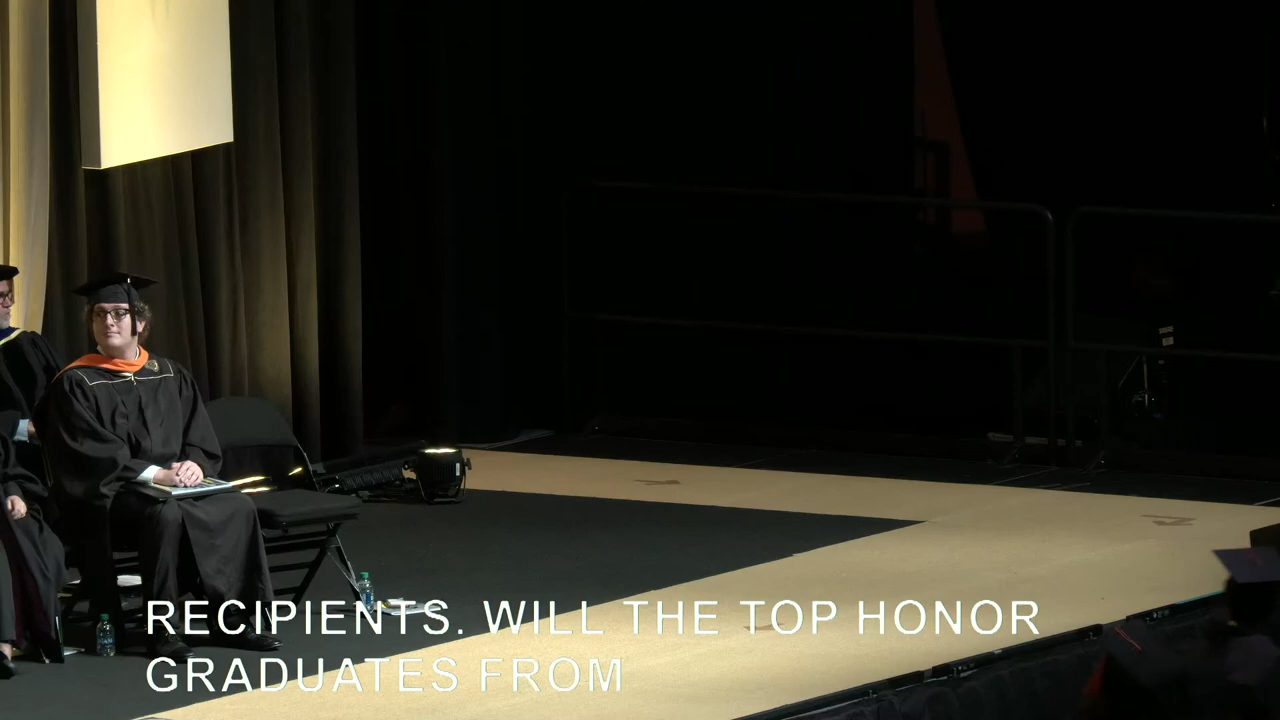 RECIPIENTS. WILL THE TOP HONOR
GRADUATES FROM